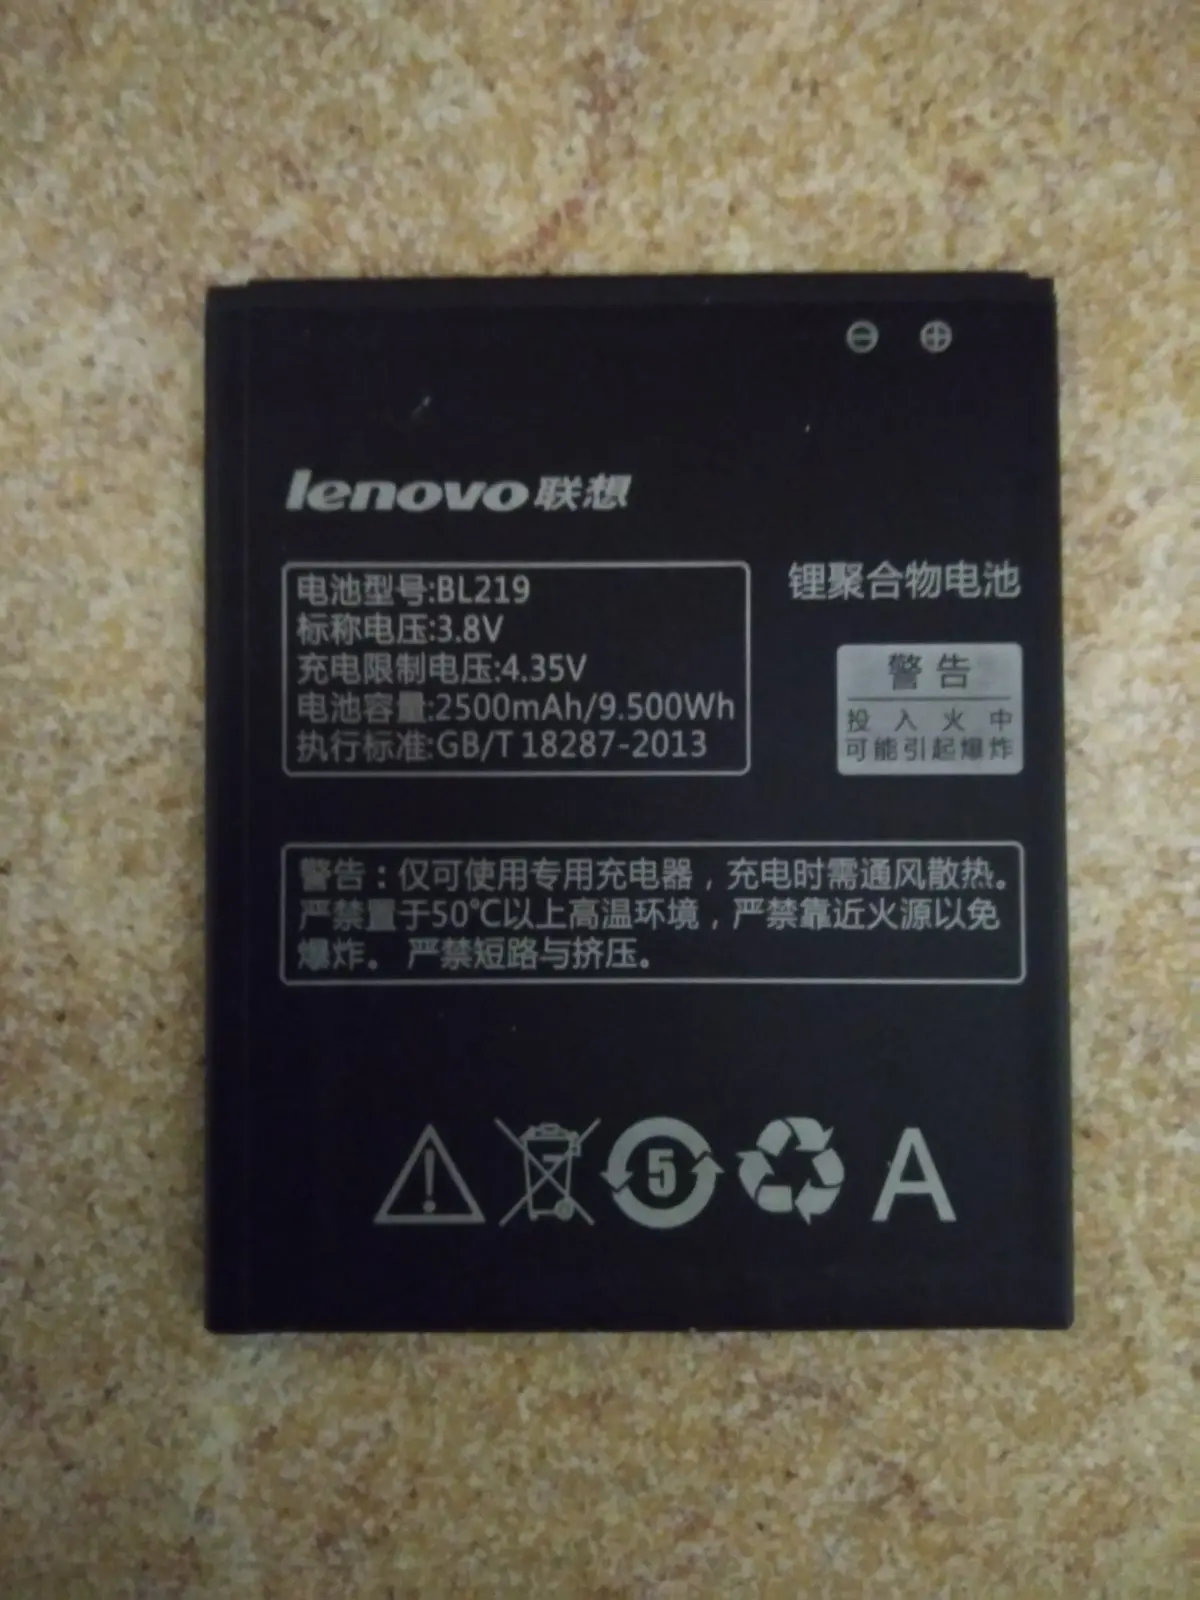 lenovo联想
电池型号:BL219
标称电压:3.8V
充电限制电压:4.35V
电池容量:2500mAh/9.500Wh
执行标准:GB/T 18287-2013
锂聚合物电池
警告
投入火中
可能引起爆炸
警告：仅可使用专用充电器，充电时需通风散热。
严禁置于50℃以上高温环境，严禁靠近火源以免
爆炸。 严禁短路与挤压。
5
A